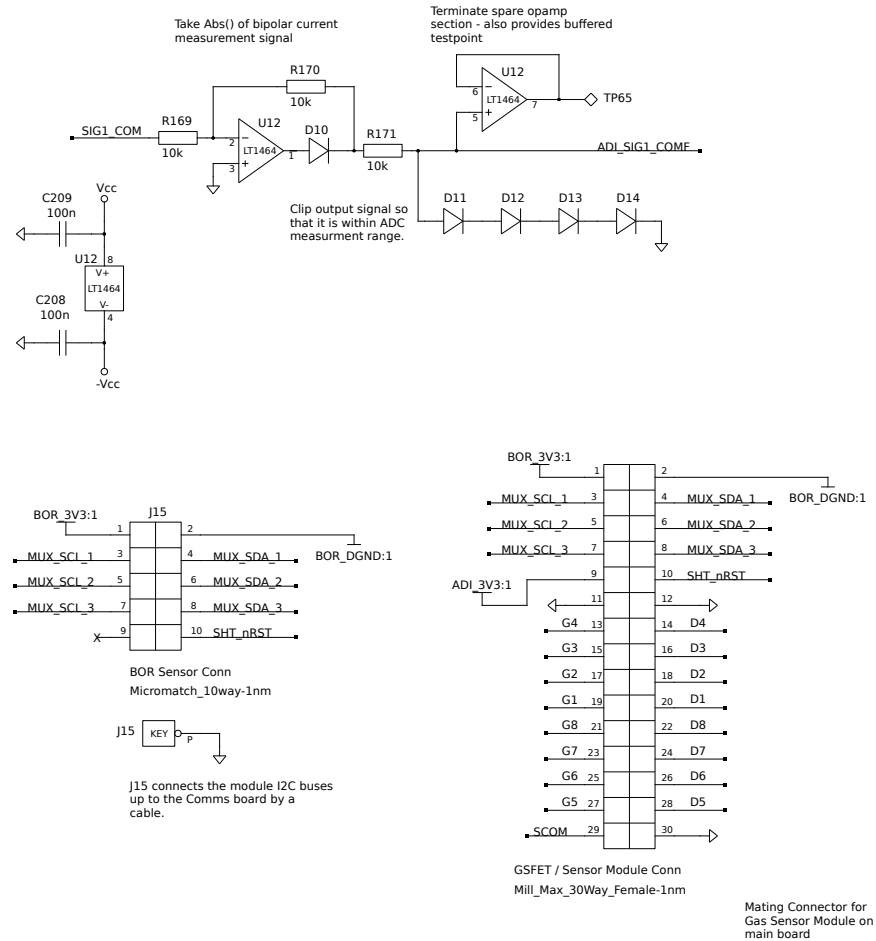 Take Abs() of bipolar current
measurement signal
Terminate spare opamp
section - also provides buffered
testpoint
R170
10k
U12
6
LT1464
7
5
TP65
SIG1_COM
R169
10k
U12
2
LT1464
1
3
D10
R171
10k
ADI_SIG1_COMF
Clip output signal so
that it is within ADC
measurment range.
D11
D12
D13
D14
Vcc
C209
100n
U12
8
V+
LT1464
V-
4
C208
100n
-Vcc
BOR_3V3:1
J15
1
2
BOR_DGND:1
MUX_SCL_1
3
4
MUX_SDA_1
MUX_SCL_2
5
6
MUX_SDA_2
MUX_SCL_3
7
8
MUX_SDA_3
X
9
10
SHT_nRST
BOR Sensor Conn
Micromatch_10way-1nm
J15
KEY
P
J15 connects the module I2C buses
up to the Comms board by a
cable.
BOR_3V3:1
1
2
BOR_DGND:1
MUX_SCL_1
3
4
MUX_SDA_1
MUX_SCL_2
5
6
MUX_SDA_2
MUX_SCL_3
7
8
MUX_SDA_3
ADI_3V3:1
9
10
SHT_nRST
11
12
G4
13
14
D4
G3
15
16
D3
G2
17
18
D2
G1
19
20
D1
G8
21
22
D8
G7
23
24
D7
G6
25
26
D6
G5
27
28
D5
SCOM
29
30
GSFET / Sensor Module Conn
Mill_Max_30Way_Female-1nm
Mating Connector for
Gas Sensor Module on
main board